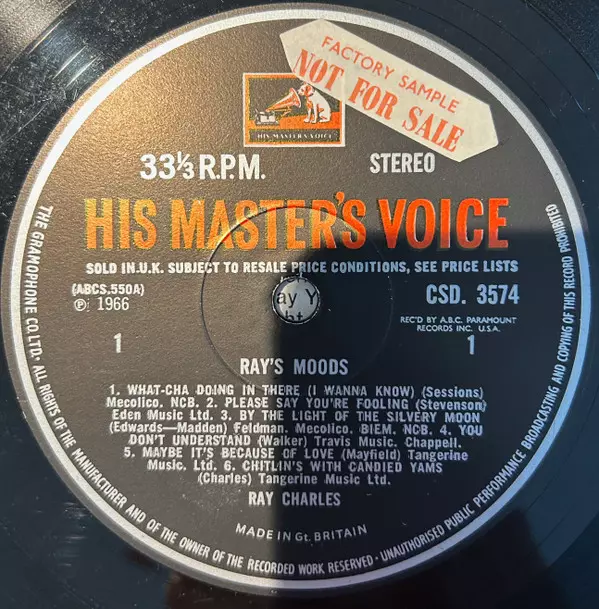 FACTORY SAMPLE
NOT FOR SALE
"HIS MASTER'S VOICE"
33⅓ R.P.M.
STEREO
HIS MASTER'S VOICE
SOLD IN U.K. SUBJECT TO RESALE PRICE CONDITIONS, SEE PRICE LISTS
(ABCS.550A)
Ⓟ 1966
CSD. 3574
REC'D BY A.B.C. PARAMOUNT
RECORDS INC. U.S.A.
1
1
ay Y
RAY'S MOODS
1. WHAT-CHA DOING IN THERE (I WANNA KNOW) (Sessions)
Mecolico. NCB. 2. PLEASE SAY YOU'RE FOOLING (Stevenson)
Eden Music Ltd. 3. BY THE LIGHT OF THE SILVERY MOON
(Edwards—Madden) Feldman. Mecolico. BIEM. NCB. 4. YOU
DON'T UNDERSTAND (Walker) Travis Music. Chappell.
5. MAYBE IT'S BECAUSE OF LOVE (Mayfield) Tangerine
Music. Ltd. 6. CHITLIN'S WITH CANDIED YAMS
(Charles) Tangerine Music Ltd.
RAY CHARLES
MADE IN Gt. BRITAIN
THE GRAMOPHONE CO. LTD. · ALL RIGHTS OF THE MANUFACTURER AND OF THE OWNER OF THE RECORDED WORK RESERVED · UNAUTHORISED PUBLIC PERFORMANCE BROADCASTING AND COPYING OF THIS RECORD PROHIBITED